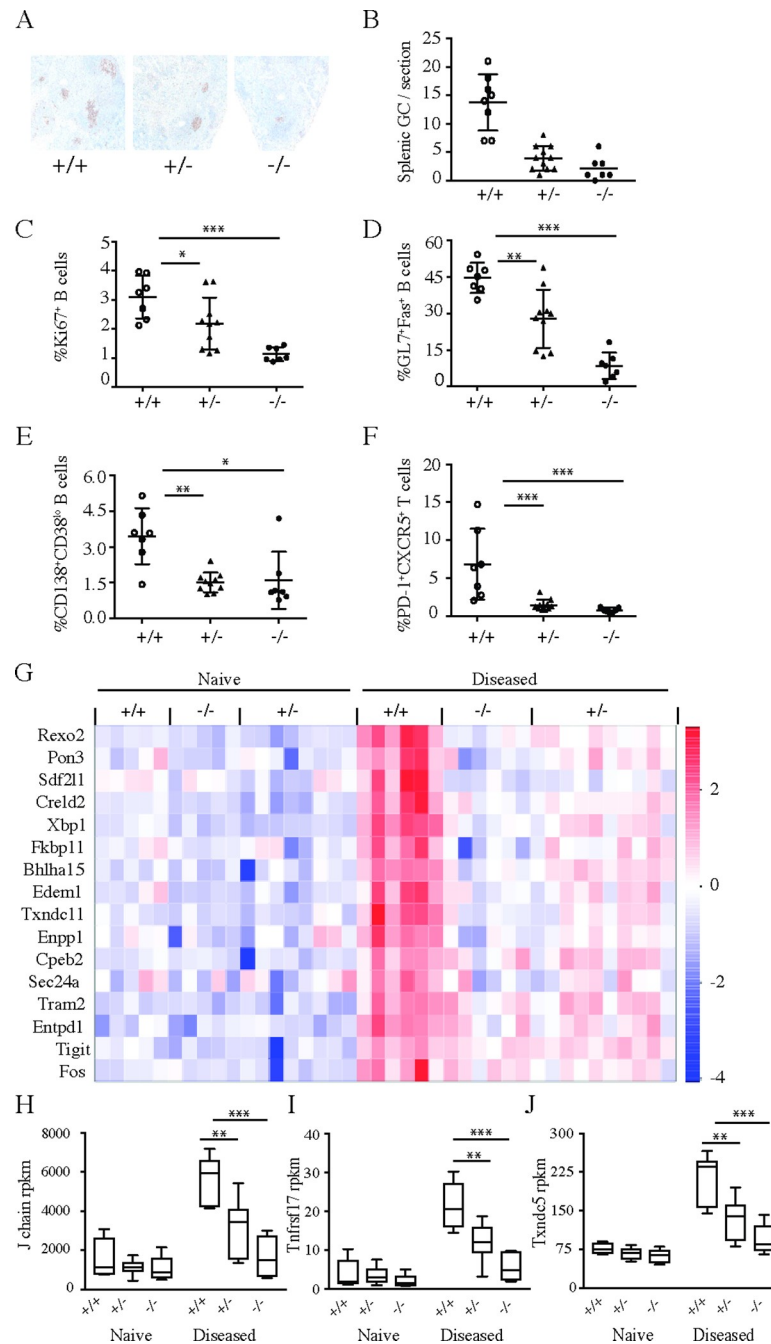 A
+/+ +/- -/-
B
Splenic GC / section
25
20
15
10
5
0
+/+ +/- -/-
C
%Ki67⁺ B cells
***
*
5
4
3
2
1
0
+/+ +/- -/-
D
%GL7⁺Fas⁺ B cells
***
**
60
45
30
15
0
+/+ +/- -/-
E
%CD138⁺CD38ˡᵒ B cells
*
**
6.0
4.5
3.0
1.5
0.0
+/+ +/- -/-
F
%PD-1⁺CXCR5⁺ T cells
***
***
20
15
10
5
0
+/+ +/- -/-
G
Naive Diseased
+/+ -/- +/- +/+ -/- +/-
Rexo2
Pon3
Sdf2l1
Creld2
Xbp1
Fkbp11
Bhlha15
Edem1
Txndc11
Enpp1
Cpeb2
Sec24a
Tram2
Entpd1
Tigit
Fos
2
0
-2
-4
H
J chain rpkm
***
**
8000
6000
4000
2000
0
+/+ +/- -/- +/+ +/- -/-
Naive Diseased
I
Tnfrsf17 rpkm
***
**
40
30
20
10
0
+/+ +/- -/- +/+ +/- -/-
Naive Diseased
J
Txndc5 rpkm
***
**
300
225
150
75
0
+/+ +/- -/- +/+ +/- -/-
Naive Diseased